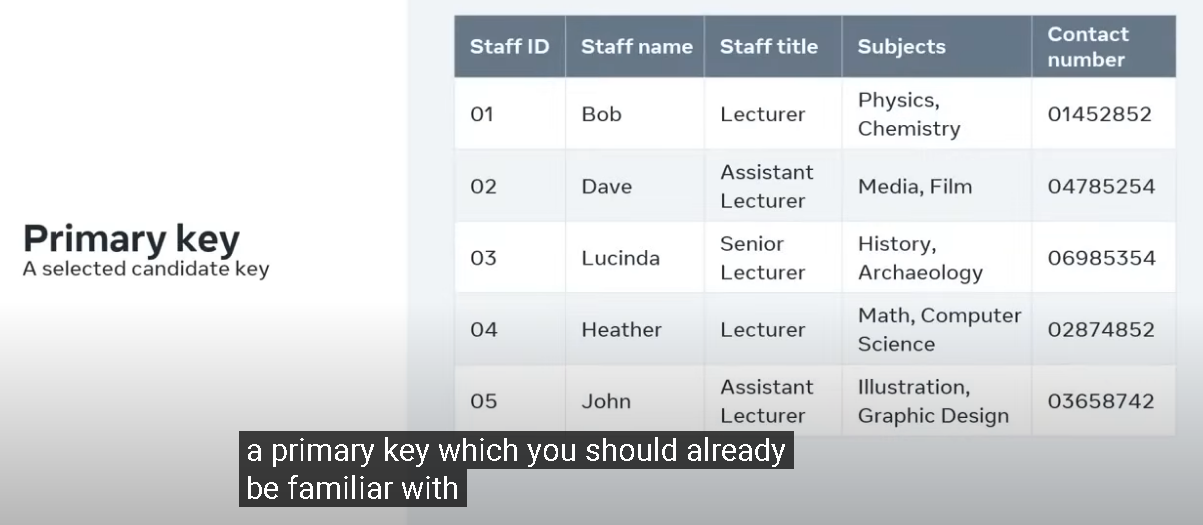 Primary key
A selected candidate key
Staff ID Staff name Staff title Subjects Contact
number
01 Bob Lecturer Physics,
Chemistry 01452852
02 Dave Assistant
Lecturer Media, Film 04785254
03 Lucinda Senior
Lecturer History,
Archaeology 06985354
04 Heather Lecturer Math, Computer
Science 02874852
05 John Assistant
Lecturer Illustration,
Graphic Design 03658742
a primary key which you should already
be familiar with